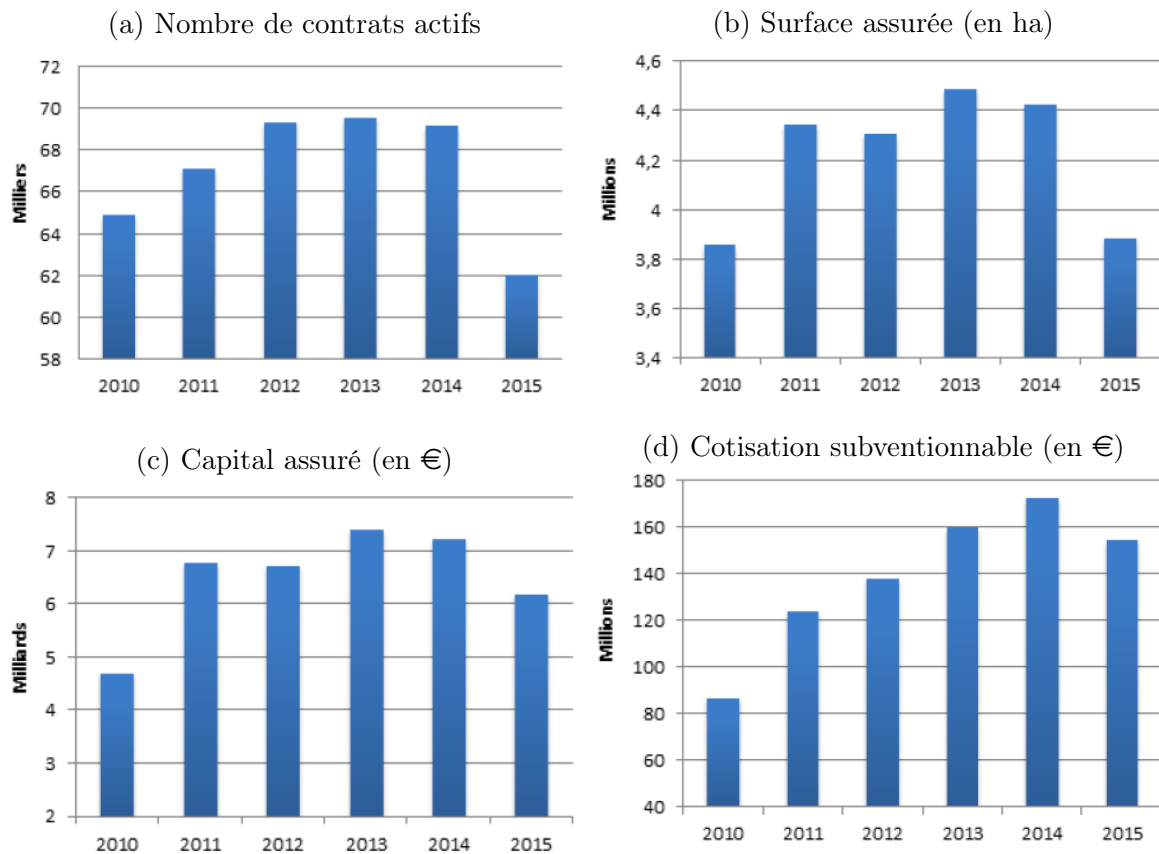 (a) Nombre de contrats actifs
Milliers
72
70
68
66
64
62
60
58
2010 2011 2012 2013 2014 2015
(b) Surface assurée (en ha)
Millions
4,6
4,4
4,2
4
3,8
3,6
3,4
2010 2011 2012 2013 2014 2015
(c) Capital assuré (en €)
Milliards
8
7
6
5
4
3
2
2010 2011 2012 2013 2014 2015
(d) Cotisation subventionnable (en €)
Millions
180
160
140
120
100
80
60
40
2010 2011 2012 2013 2014 2015